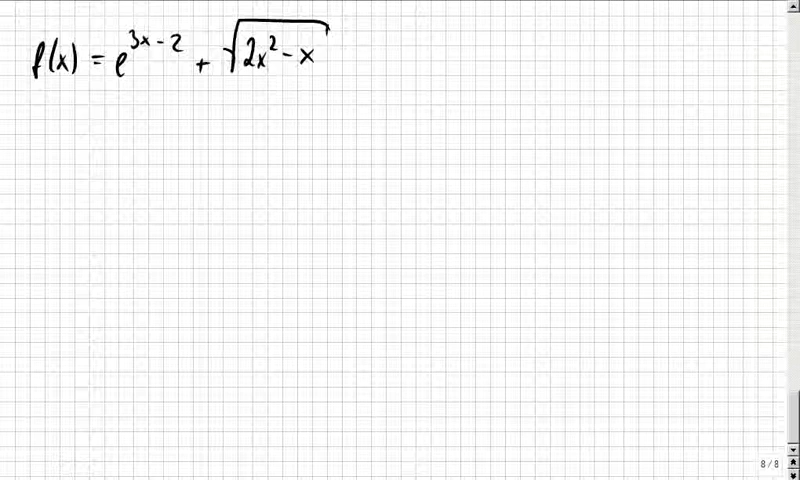 f(x) = e^{3x-2} + √(2x² - x)
8 / 8